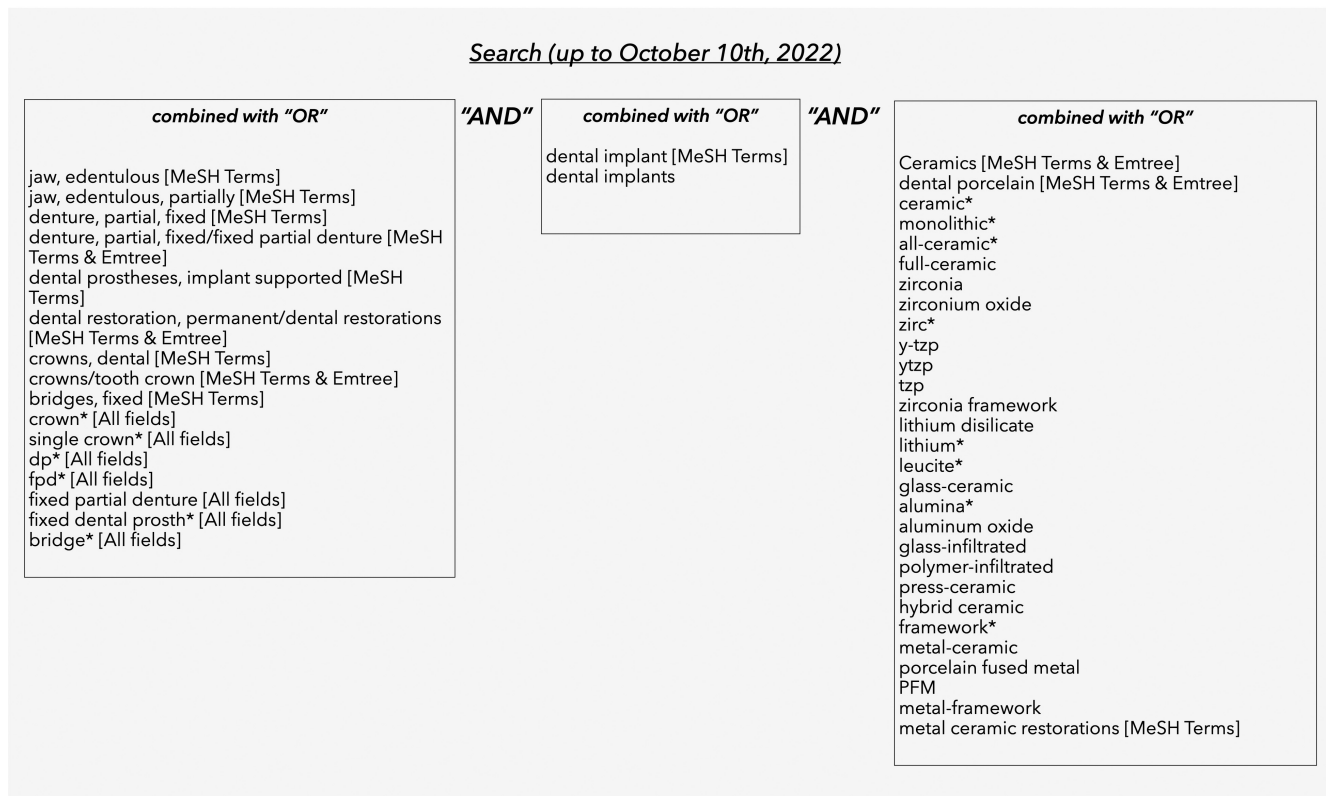 Search (up to October 10th, 2022)
combined with “OR”
jaw, edentulous [MeSH Terms]
jaw, edentulous, partially [MeSH Terms]
denture, partial, fixed [MeSH Terms]
denture, partial, fixed/fixed partial denture [MeSH
Terms & Emtree]
dental prostheses, implant supported [MeSH
Terms]
dental restoration, permanent/dental restorations
[MeSH Terms & Emtree]
crowns, dental [MeSH Terms]
crowns/tooth crown [MeSH Terms & Emtree]
bridges, fixed [MeSH Terms]
crown* [All fields]
single crown* [All fields]
dp* [All fields]
fpd* [All fields]
fixed partial denture [All fields]
fixed dental prosth* [All fields]
bridge* [All fields]
“AND”
combined with “OR”
dental implant [MeSH Terms]
dental implants
“AND”
combined with “OR”
Ceramics [MeSH Terms & Emtree]
dental porcelain [MeSH Terms & Emtree]
ceramic*
monolithic*
all-ceramic*
full-ceramic
zirconia
zirconium oxide
zirc*
y-tzp
ytzp
tzp
zirconia framework
lithium disilicate
lithium*
leucite*
glass-ceramic
alumina*
aluminum oxide
glass-infiltrated
polymer-infiltrated
press-ceramic
hybrid ceramic
framework*
metal-ceramic
porcelain fused metal
PFM
metal-framework
metal ceramic restorations [MeSH Terms]